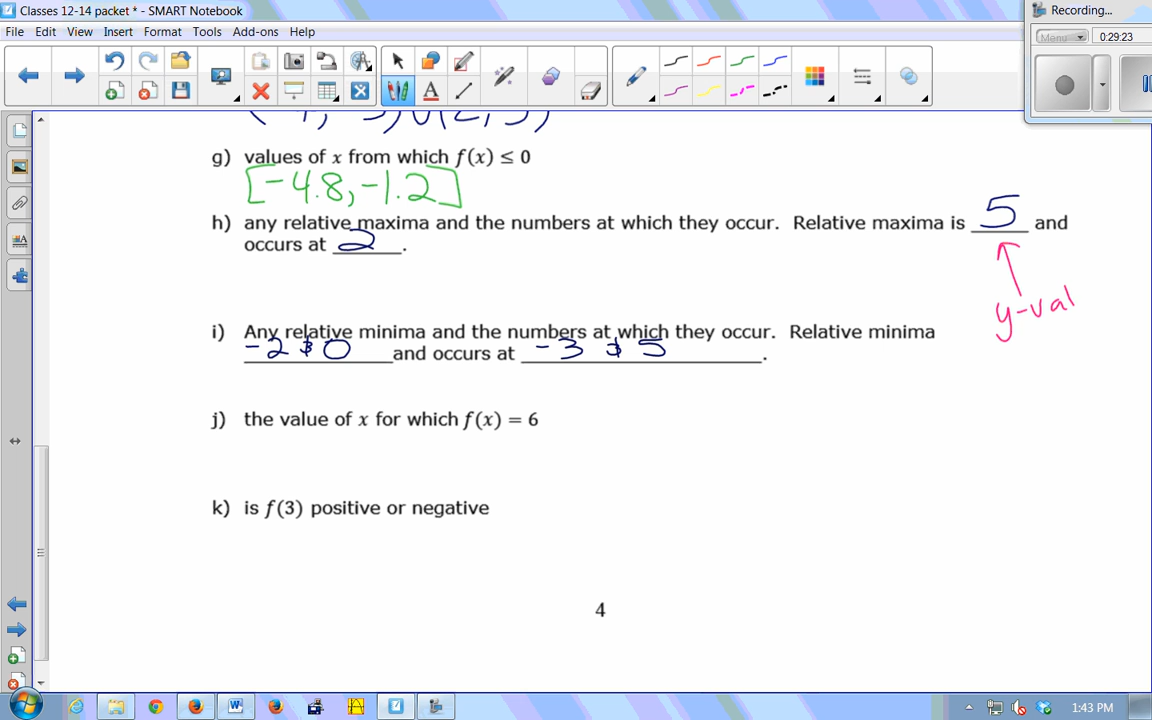 Classes 12-14 packet * - SMART Notebook
Recording...
File Edit View Insert Format Tools Add-ons Help
Menu 0:29:23
g) values of x from which f(x) ≤ 0
[-4.8, -1.2]
h) any relative maxima and the numbers at which they occur. Relative maxima is 5 and
occurs at 2.
y-val
i) Any relative minima and the numbers at which they occur. Relative minima
-2 & 0 and occurs at -3 & 5.
j) the value of x for which f(x) = 6
k) is f(3) positive or negative
4
1:43 PM